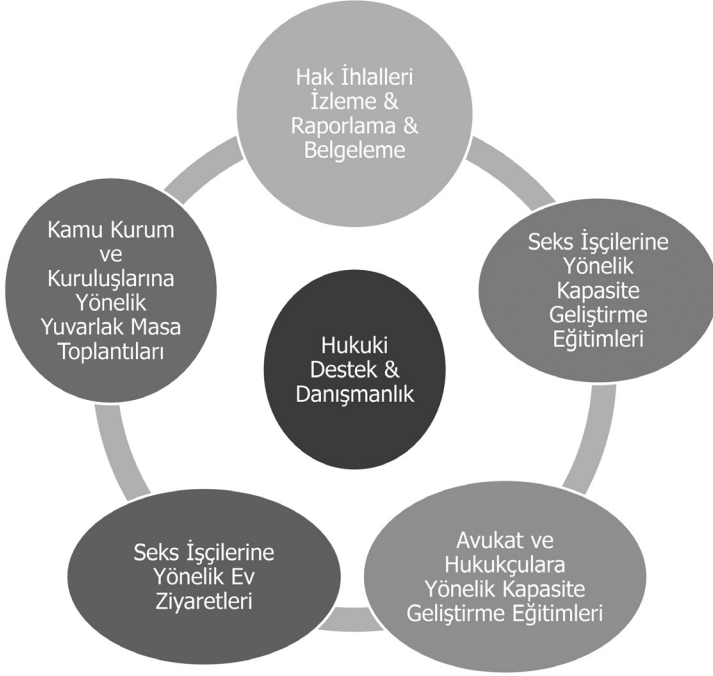 Hak İhlalleri
İzleme &
Raporlama &
Belgeleme
Seks İşçilerine
Yönelik
Kapasite
Geliştirme
Eğitimleri
Avukat ve
Hukukçulara
Yönelik Kapasite
Geliştirme Eğitimleri
Seks İşçilerine
Yönelik Ev
Ziyaretleri
Kamu Kurum
ve
Kuruluşlarına
Yönelik
Yuvarlak Masa
Toplantıları
Hukuki
Destek &
Danışmanlık